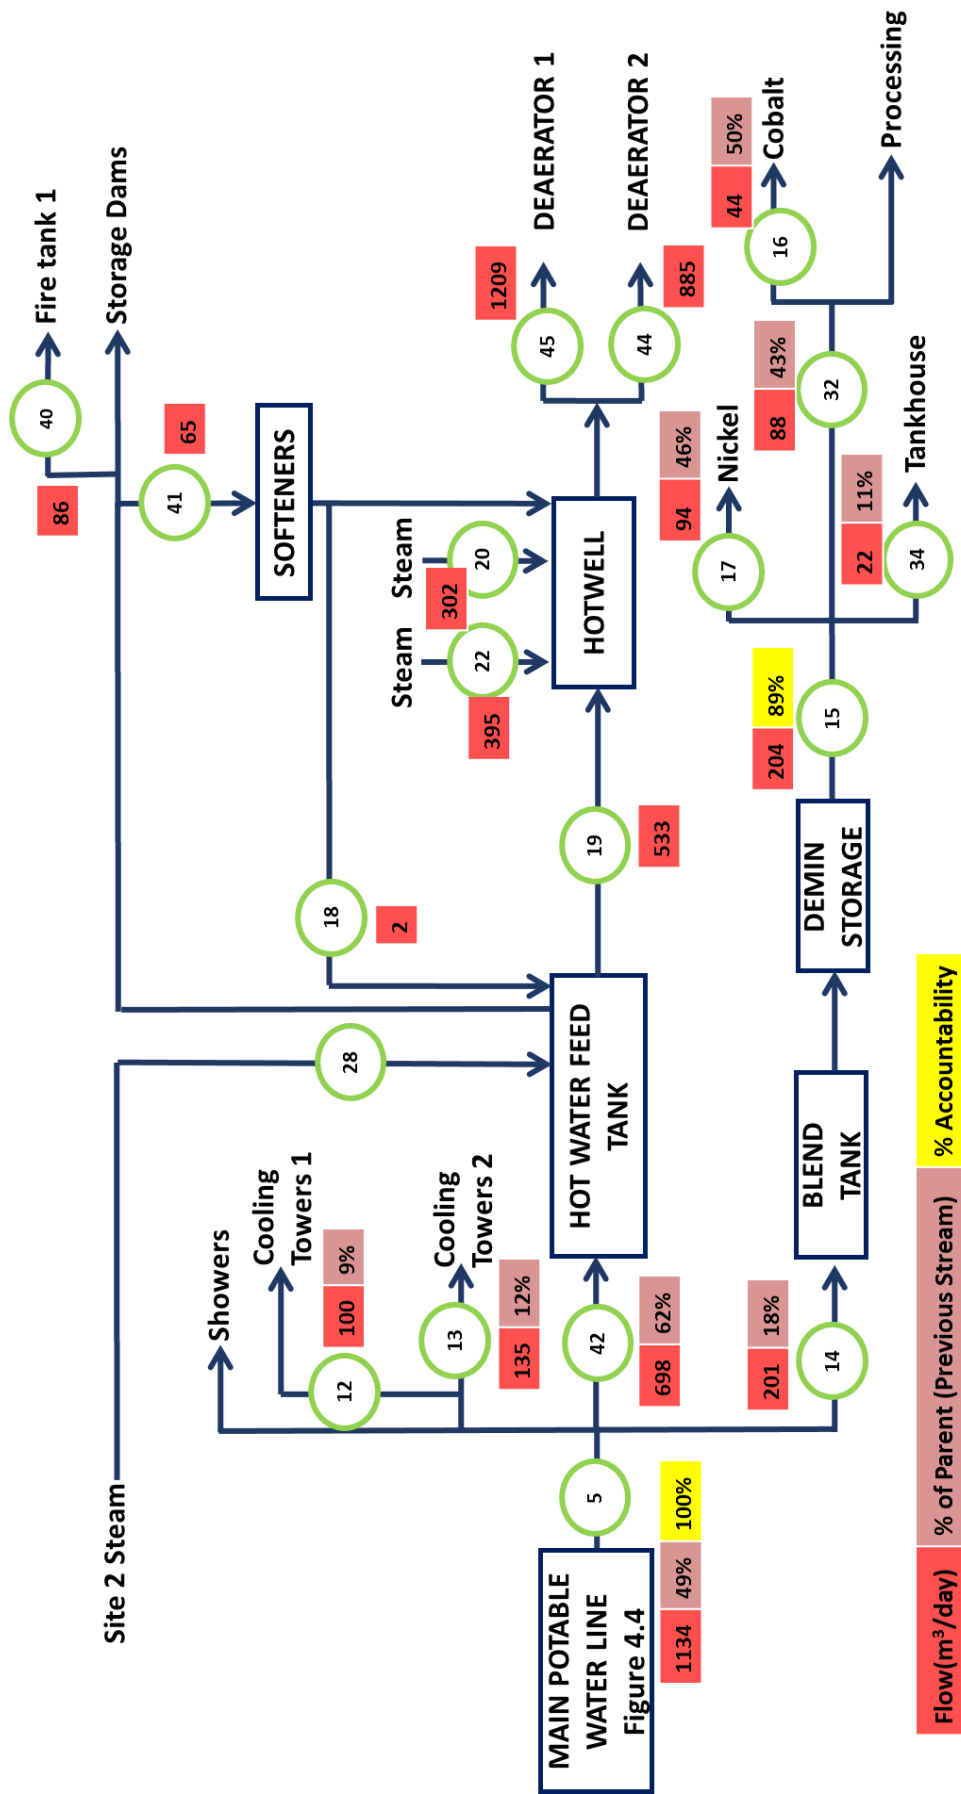 Site 2 Steam
Fire tank 1
40
86
Storage Dams
41
65
Showers
Cooling
Towers 1
12
100
9%
28
18
2
SOFTENERS
Steam
22
395
Steam
20
302
Cooling
Towers 2
13
135
12%
MAIN POTABLE
WATER LINE
Figure 4.4
5
1134
49%
100%
42
698
62%
HOT WATER FEED
TANK
19
533
HOTWELL
45
1209
DEAERATOR 1
44
885
DEAERATOR 2
14
201
18%
BLEND
TANK
DEMIN
STORAGE
15
204
89%
17
94
46%
Nickel
34
22
11%
Tankhouse
32
88
43%
16
44
50%
Cobalt
Processing
Flow(m³/day)
% of Parent (Previous Stream)
% Accountability